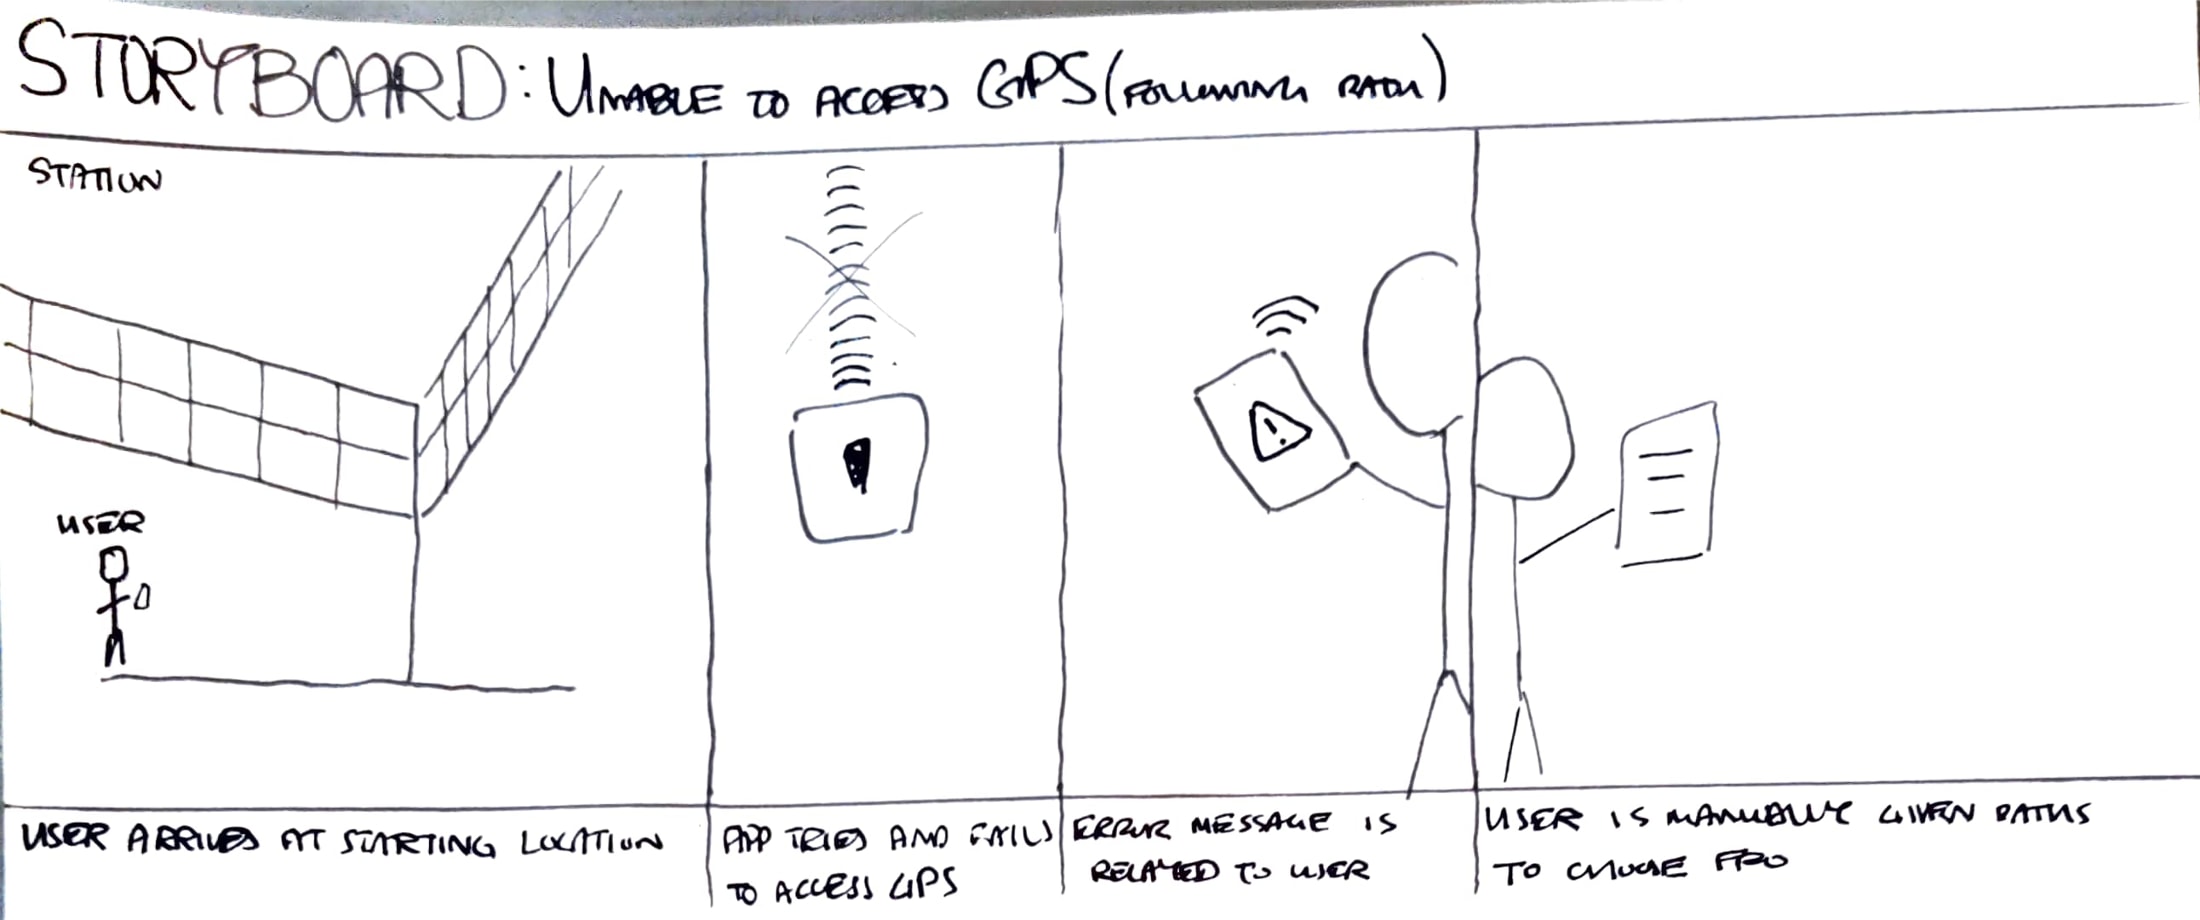 STORYBOARD: UNABLE TO ACCESS GPS (FOLLOWING PATH)
STATION
USER
USER ARRIVES AT STARTING LOCATION
APP TRIES AND FAILS
TO ACCESS GPS
ERROR MESSAGE IS
RELATED TO USER
USER IS MANUALLY GIVEN PATHS
TO CHOOSE FRO